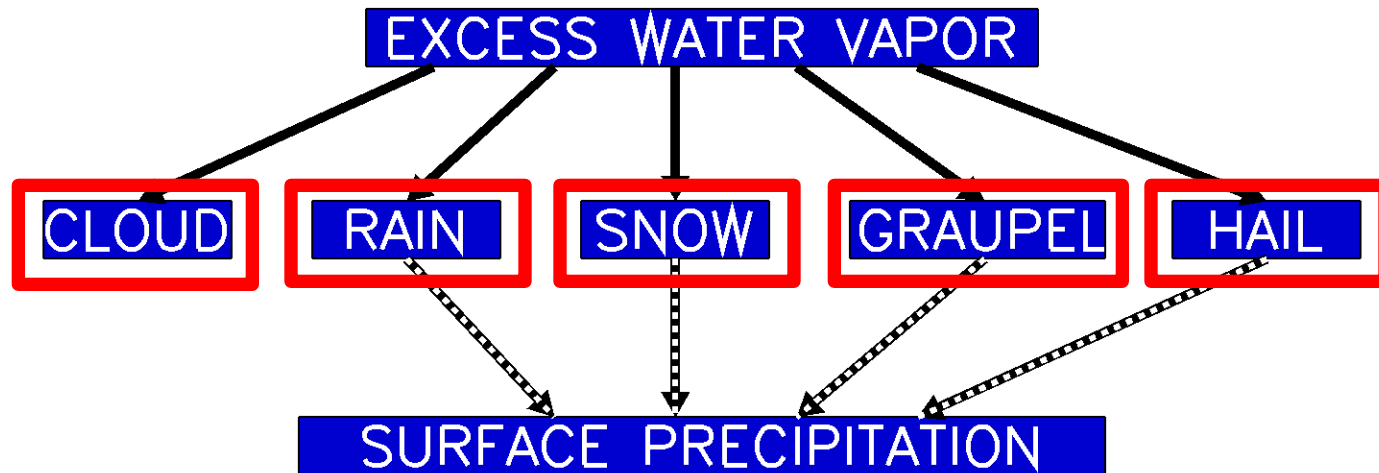 EXCESS WATER VAPOR
CLOUD RAIN SNOW GRAUPEL HAIL
SURFACE PRECIPITATION